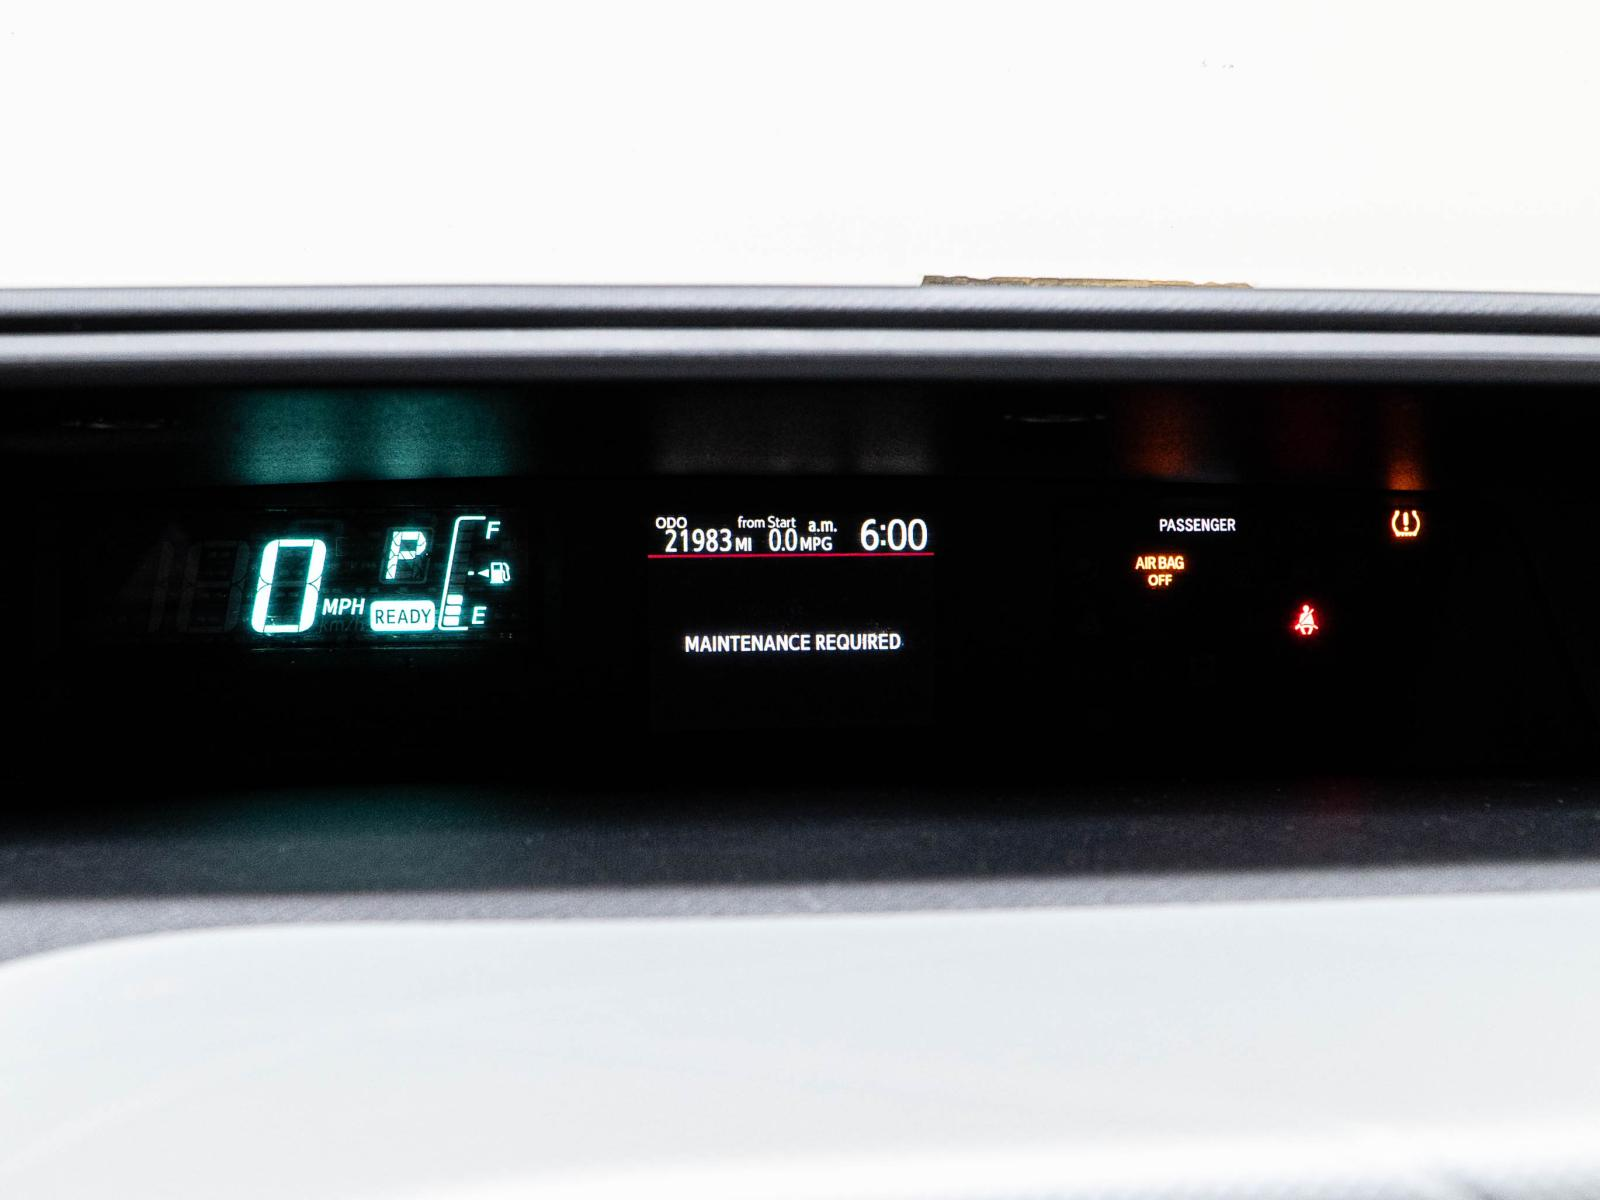 0 MPH
P
READY
F
E
ODO 21983 MI
from Start 0.0 MPG
a.m. 6:00
MAINTENANCE REQUIRED
PASSENGER
AIR BAG
OFF